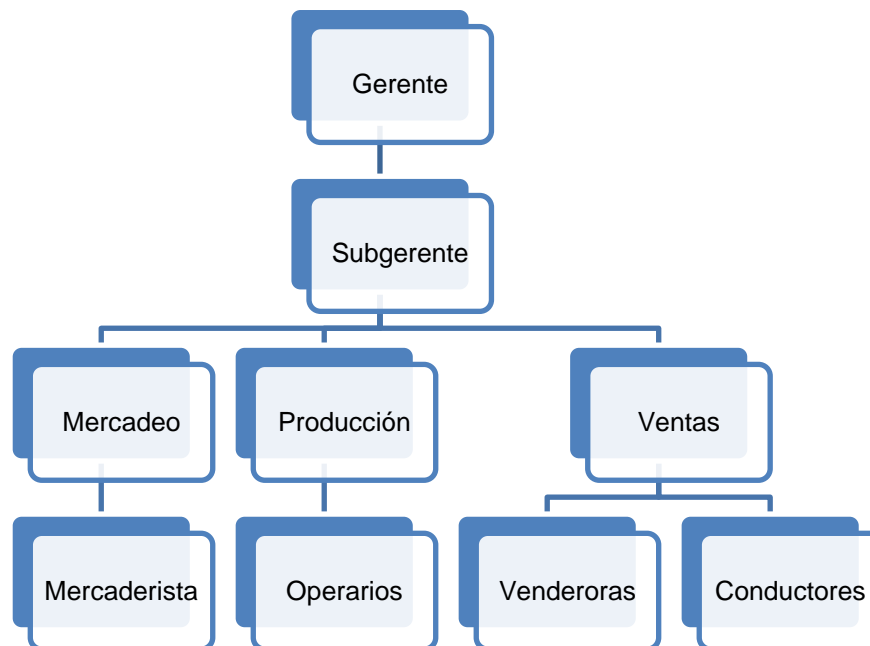 Gerente
Subgerente
Mercadeo
Producción
Ventas
Mercaderista
Operarios
Venderoras
Conductores